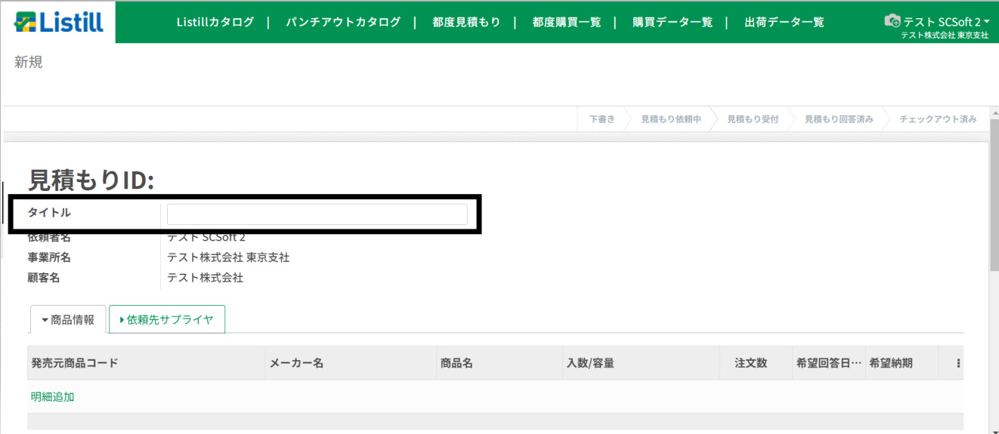 Listill
Listillカタログ | パンチアウトカタログ | 都度見積もり | 都度購買一覧 | 購買データ一覧 | 出荷データ一覧
テスト SCSoft 2
テスト株式会社 東京支社
新規
下書き 見積もり依頼中 見積もり受付 見積もり回答済み チェックアウト済み
見積もりID:
タイトル
依頼者名 テスト SCSoft 2
事業所名 テスト株式会社 東京支社
顧客名 テスト株式会社
商品情報 依頼先サプライヤ
発売元商品コード メーカー名 商品名 入数/容量 注文数 希望回答日… 希望納期
明細追加